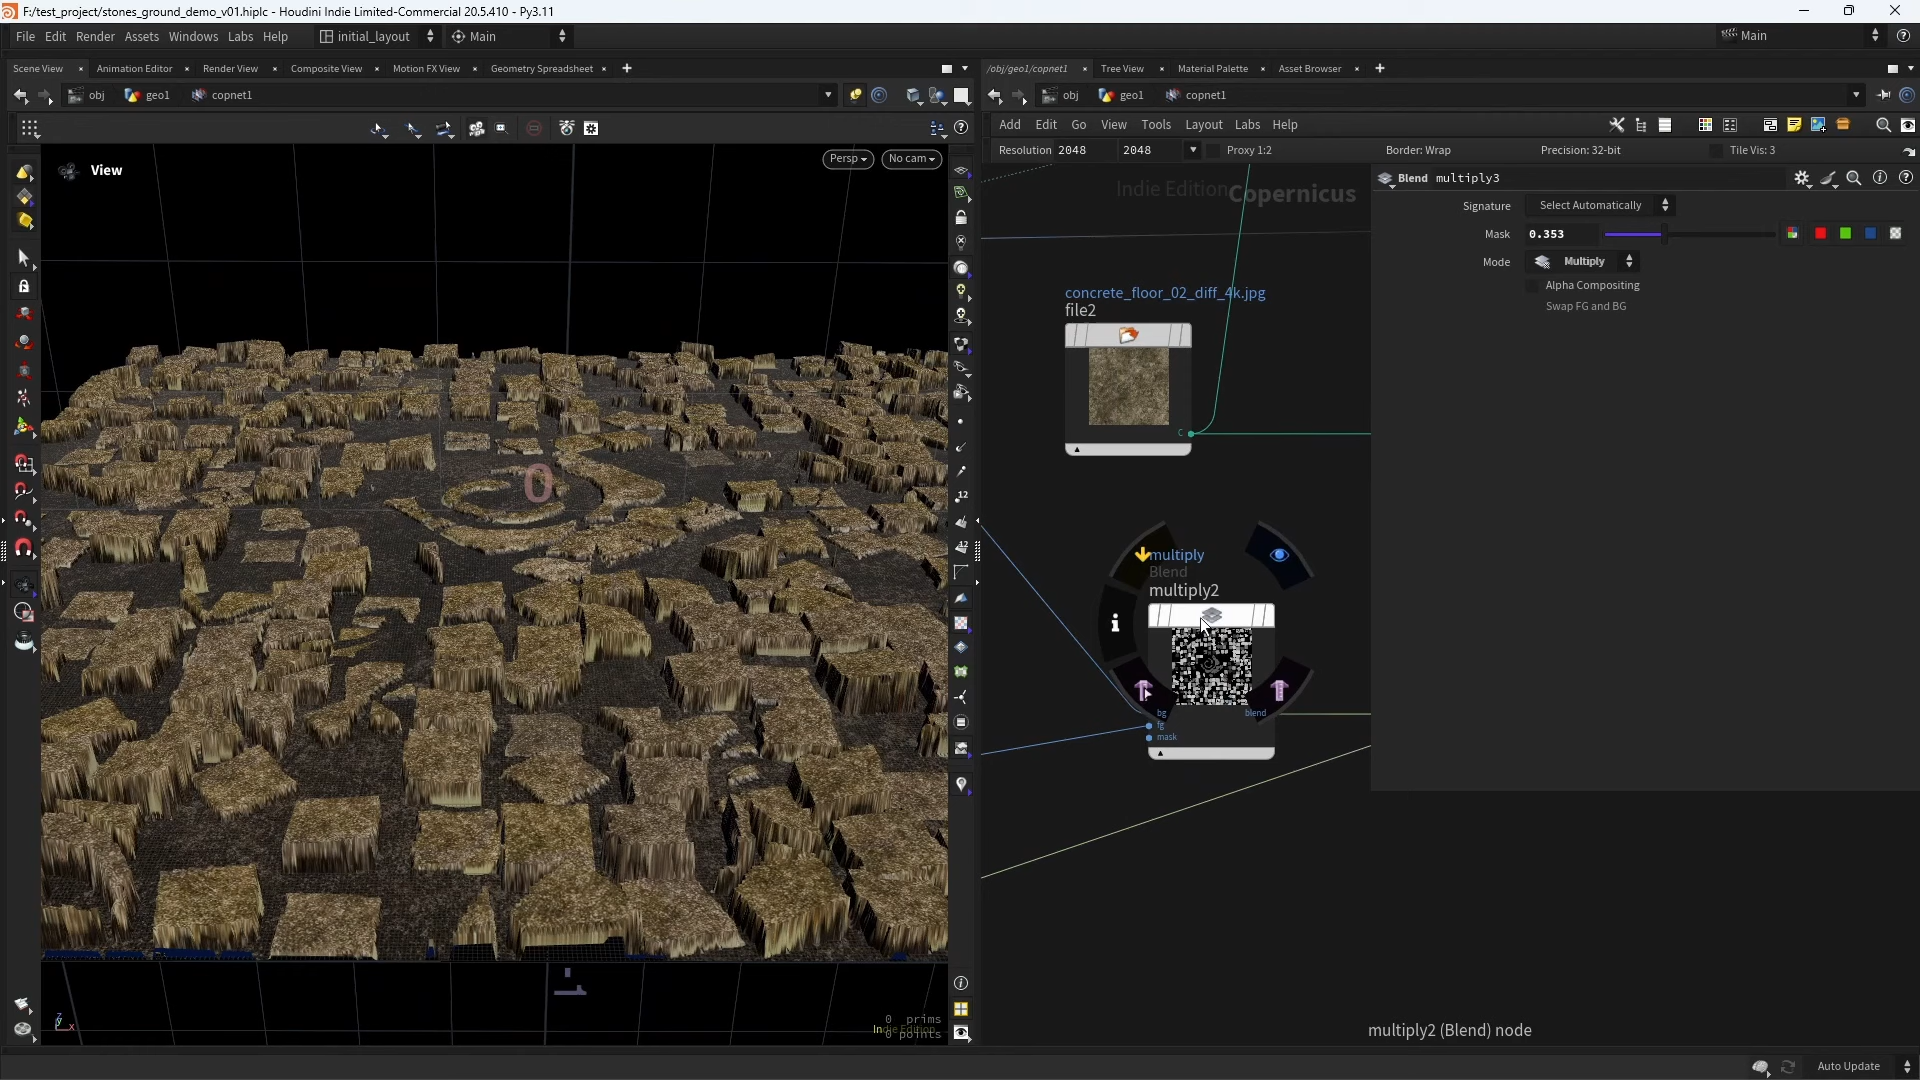 F:/test_project/stones_ground_demo_v01.hiplc - Houdini Indie Limited-Commercial 20.5.410 - Py3.11
File Edit Render Assets Windows Labs Help initial_layout Main Main
Scene View Animation Editor Render View Composite View Motion FX View Geometry Spreadsheet
/obj/geo1/copnet1 Tree View Material Palette Asset Browser
obj geo1 copnet1
obj geo1 copnet1
Add Edit Go View Tools Layout Labs Help
Resolution 2048 2048 Proxy 1:2 Border: Wrap Precision: 32-bit Tile Vis: 3
View
Persp
No cam
Indie Edition
Copernicus
Blend multiply3
Signature Select Automatically
Mask 0.353
Mode Multiply
Alpha Compositing
Swap FG and BG
concrete_floor_02_diff_4k.jpg
file2
C
multiply
Blend
multiply2
bg
fg
mask
blend
0
-1
12
12
z
y
x
0 prims
0 points
Indie Edition
multiply2 (Blend) node
Auto Update